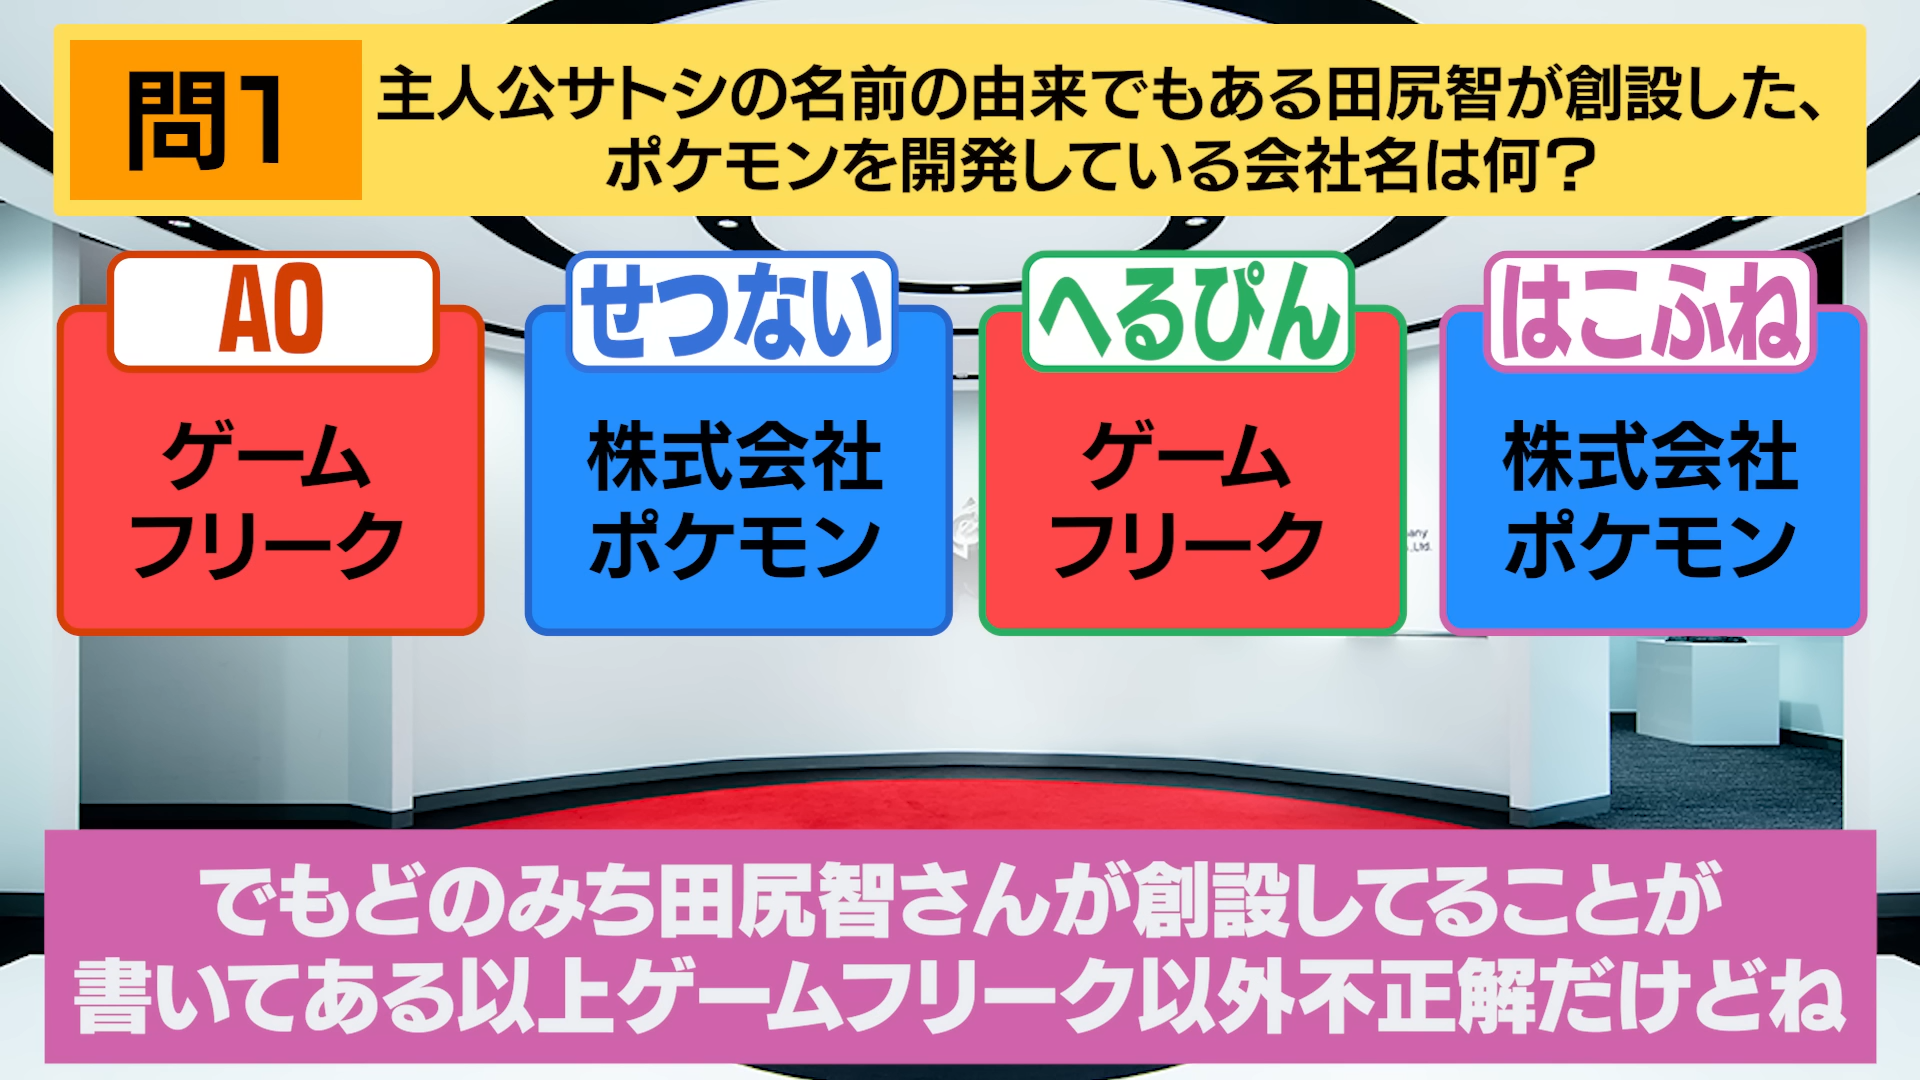 問1
主人公サトシの名前の由来でもある田尻智が創設した、
ポケモンを開発している会社名は何？
AO
ゲーム
フリーク
せつない
株式会社
ポケモン
へるぴん
ゲーム
フリーク
はこふね
株式会社
ポケモン
any
.,Ltd.
でもどのみち田尻智さんが創設してることが
書いてある以上ゲームフリーク以外不正解だけどね